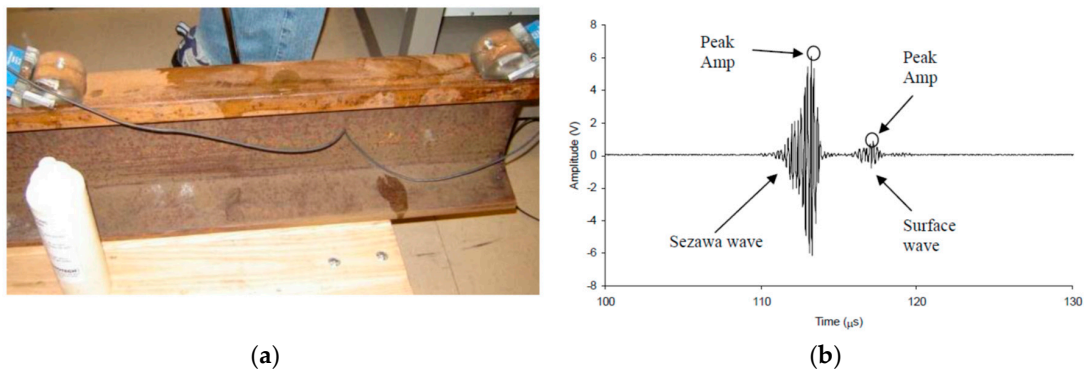 Peak
Amp
Peak
Amp
Sezawa wave
Surface
wave
Amplitude (V)
8
6
4
2
0
-2
-4
-6
-8
100
110
120
130
Time (μs)
(a)
(b)